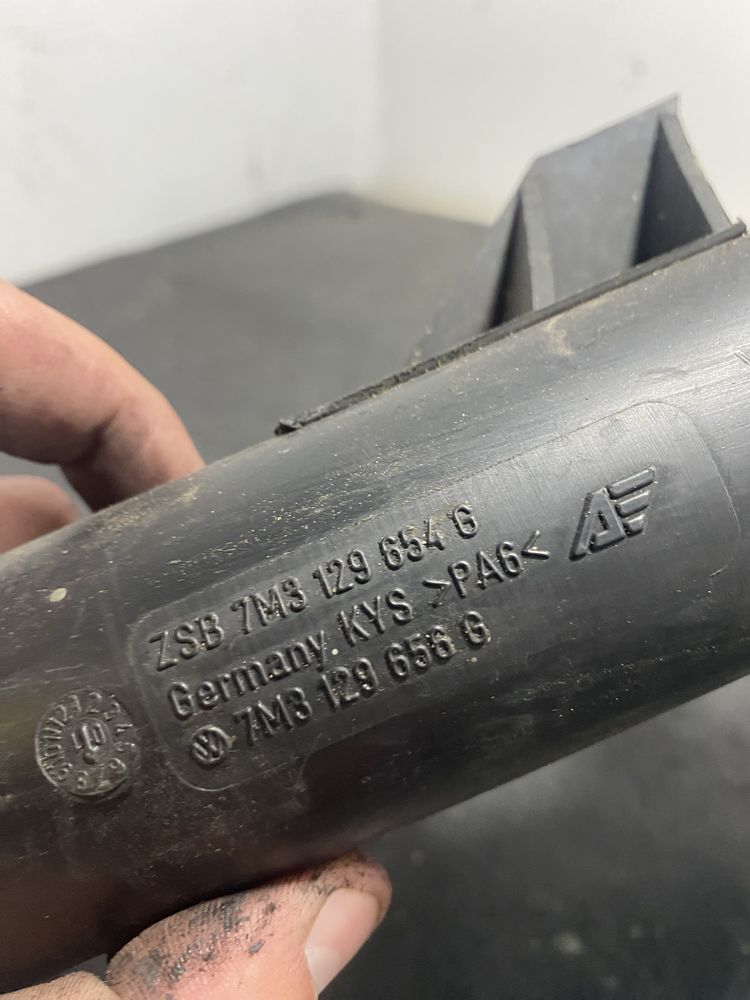 ZSB 7M3 129 654 G
Germany KYS >PA6<
7M3 129 656 G